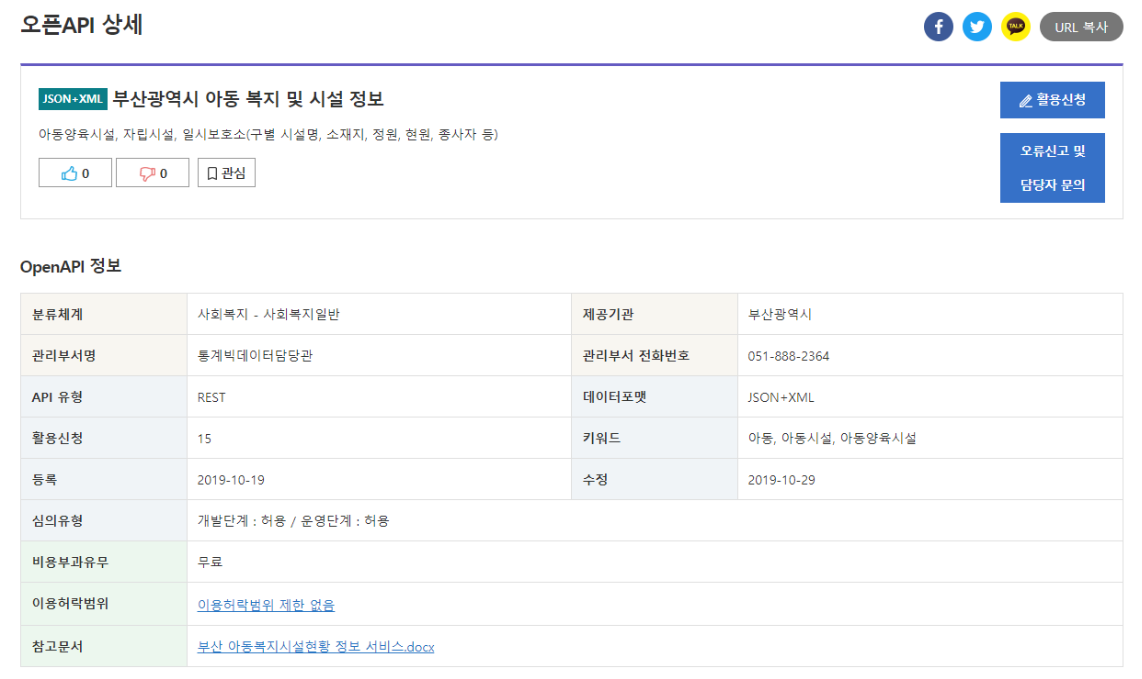 오픈API 상세
URL 복사
JSON+XML 부산광역시 아동 복지 및 시설 정보
활용신청
아동양육시설, 자립시설, 일시보호소(구별 시설명, 소재지, 정원, 현원, 종사자 등)
오류신고 및
담당자 문의
0 0 관심
OpenAPI 정보
분류체계 사회복지 - 사회복지일반 제공기관 부산광역시
관리부서명 통계빅데이터담당관 관리부서 전화번호 051-888-2364
API 유형 REST 데이터포맷 JSON+XML
활용신청 15 키워드 아동, 아동시설, 아동양육시설
등록 2019-10-19 수정 2019-10-29
심의유형 개발단계 : 허용 / 운영단계 : 허용
비용부과유무 무료
이용허락범위 이용허락범위 제한 없음
참고문서 부산 아동복지시설현황 정보 서비스.docx